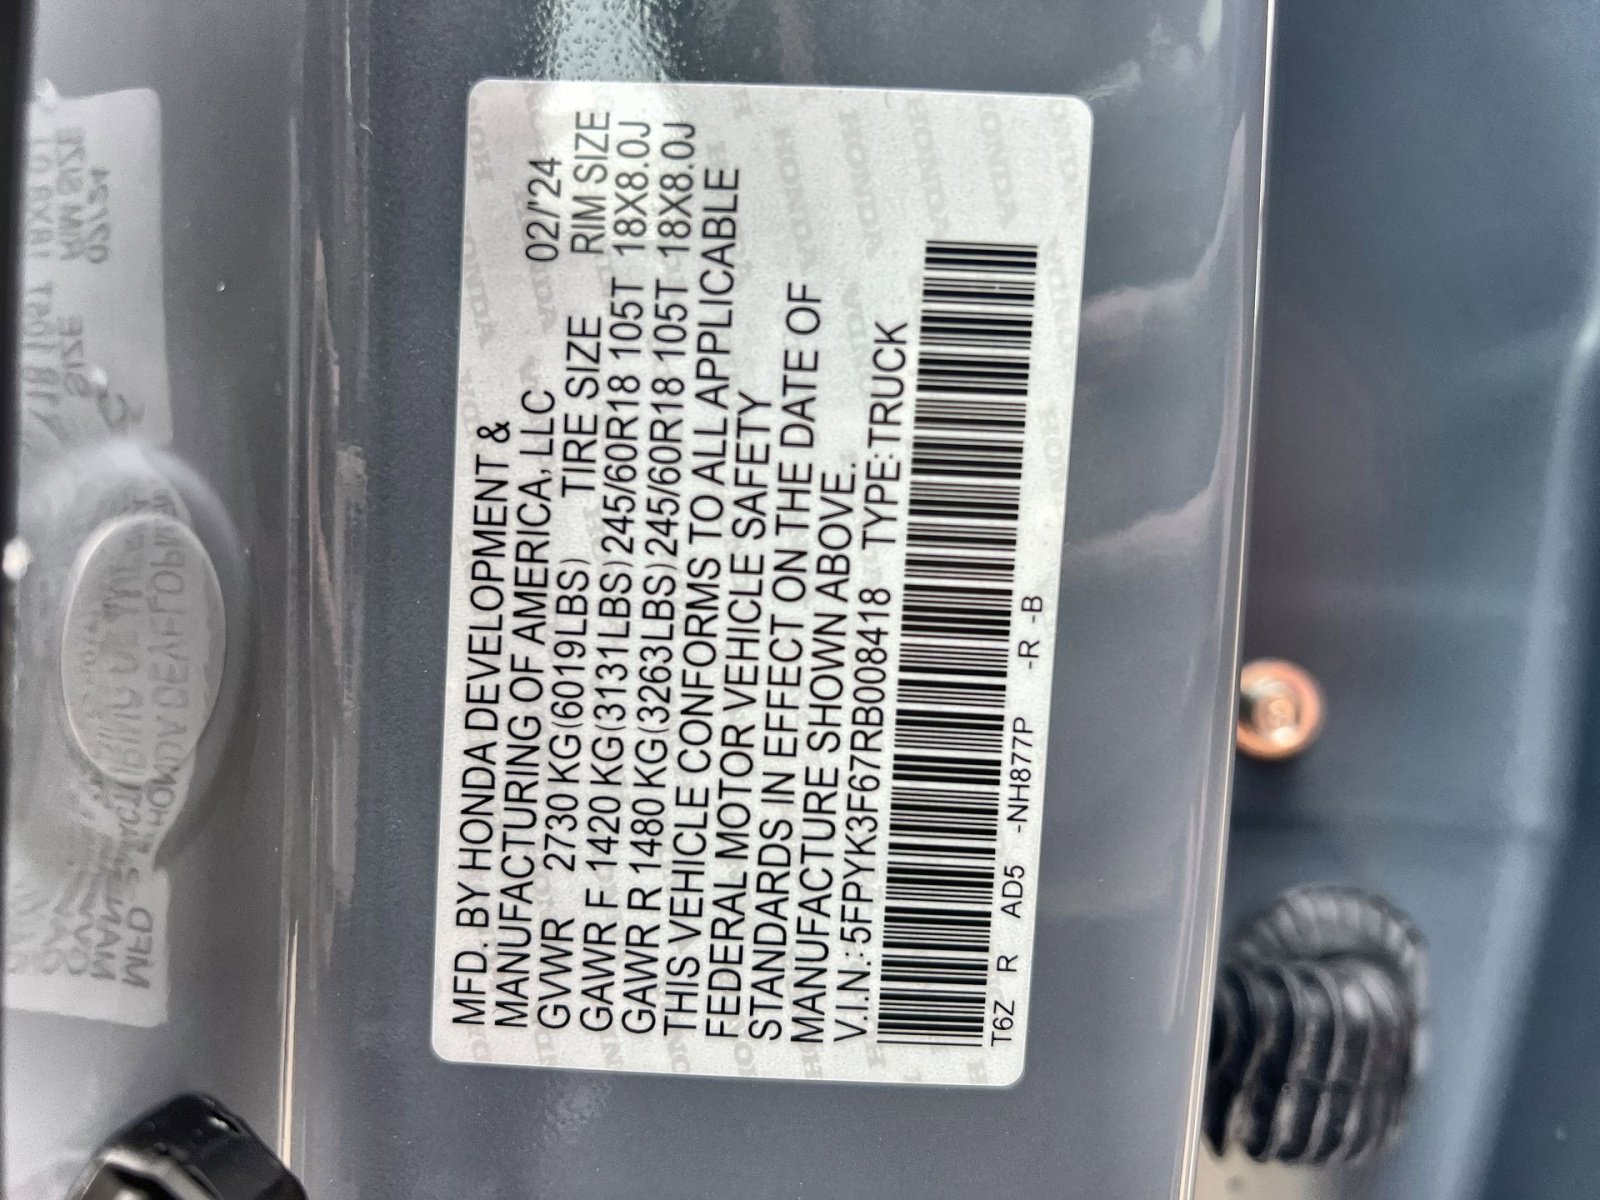 MFD. BY HONDA DEVELOPMENT &
MANUFACTURING OF AMERICA, LLC 02/'24
GVWR 2730 KG(6019LBS) TIRE SIZE RIM SIZE
GAWR F 1420 KG(3131LBS) 245/60R18 105T 18X8.0J
GAWR R 1480 KG(3263LBS) 245/60R18 105T 18X8.0J
THIS VEHICLE CONFORMS TO ALL APPLICABLE
FEDERAL MOTOR VEHICLE SAFETY
STANDARDS IN EFFECT ON THE DATE OF
MANUFACTURE SHOWN ABOVE.
V.I.N.: 5FPYK3F67RB008418 TYPE: TRUCK
T6Z R AD5 -NH877P -R -B